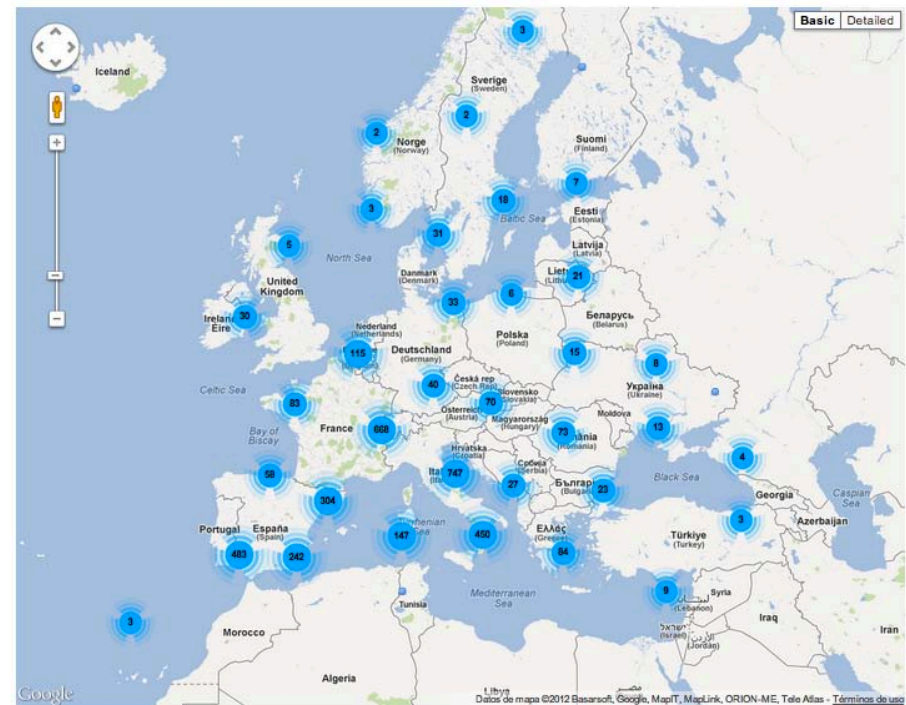 Basic Detailed
3
Iceland
Sverige
(Sweden)
2
2
Norge
(Norway)
Suomi
(Finland)
7
18
3
Baltic Sea
Eesti
(Estonia)
31
5
Latvija
(Latvia)
North Sea
Danmark
(Denmark)
21
United
Kingdom
33
6
30
Éire
Беларусь
(Belarus)
Nederland
(Netherlands)
Polska
(Poland)
115
Deutschland
(Germany)
15
8
Česká rep
(Czech Rep)
40
Slovensko
(Slovakia)
Україна
(Ukraine)
Celtic Sea
83
70
Österreich
(Austria)
Magyarország
(Hungary)
Moldova
13
Bay of
Biscay
France
668
73
(Romania)
Hrvatska
(Croatia)
4
58
747
Србија
(Serbia)
27
23
Black Sea
Georgia
Caspian
Sea
304
3
Azerbaijan
Portugal
España
(Spain)
147
450
Ελλάς
(Greece)
Türkiye
(Turkey)
483
242
84
9
Syria
Mediterranean
Sea
(Lebanon)
Tunisia
3
Iraq
Morocco
ישראל
(Israel)
(Jordan)
Iran
Algeria
Libya
Google
Datos de mapa ©2012 Basarsoft, Google, MapIT, MapLink, ORION-ME, Tele Atlas - Términos de uso